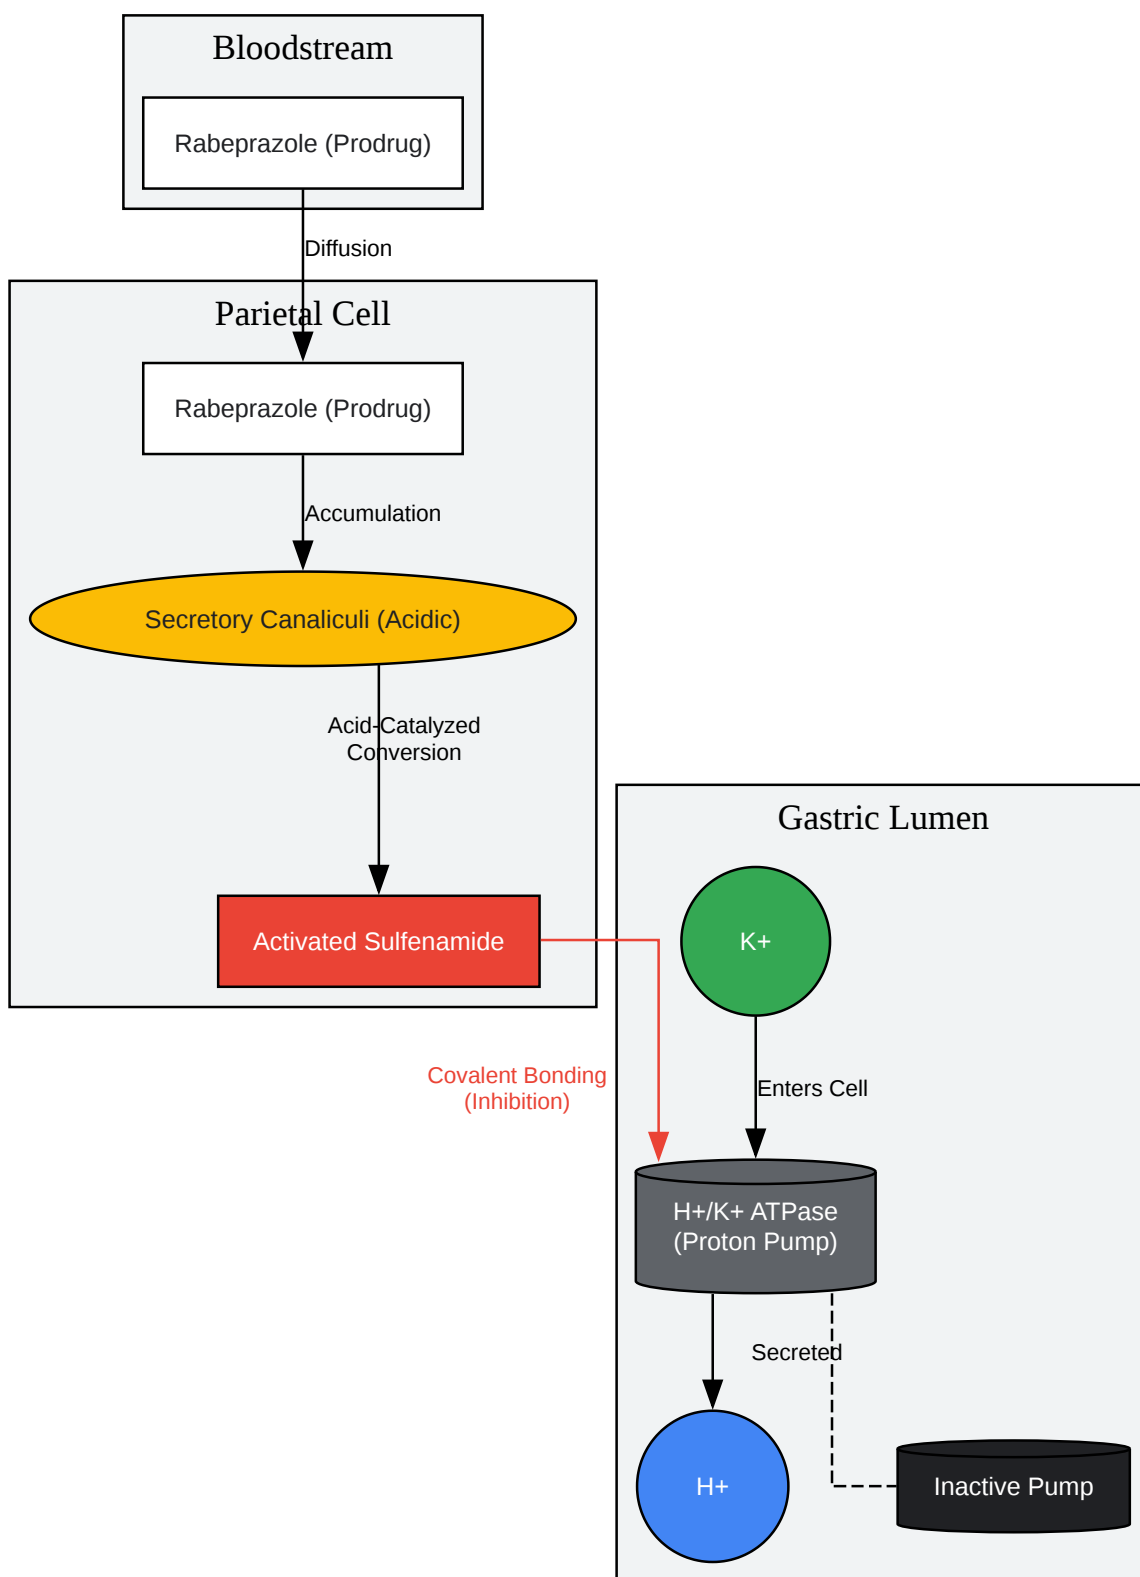 Bloodstream
Rabeprazole (Prodrug)
Diffusion
Parietal Cell
Rabeprazole (Prodrug)
Accumulation
Secretory Canaliculi (Acidic)
Acid-Catalyzed
Conversion
Gastric Lumen
Activated Sulfenamide
K+
Covalent Bonding
(Inhibition)
Enters Cell
H+/K+ ATPase
(Proton Pump)
Secreted
H+
Inactive Pump